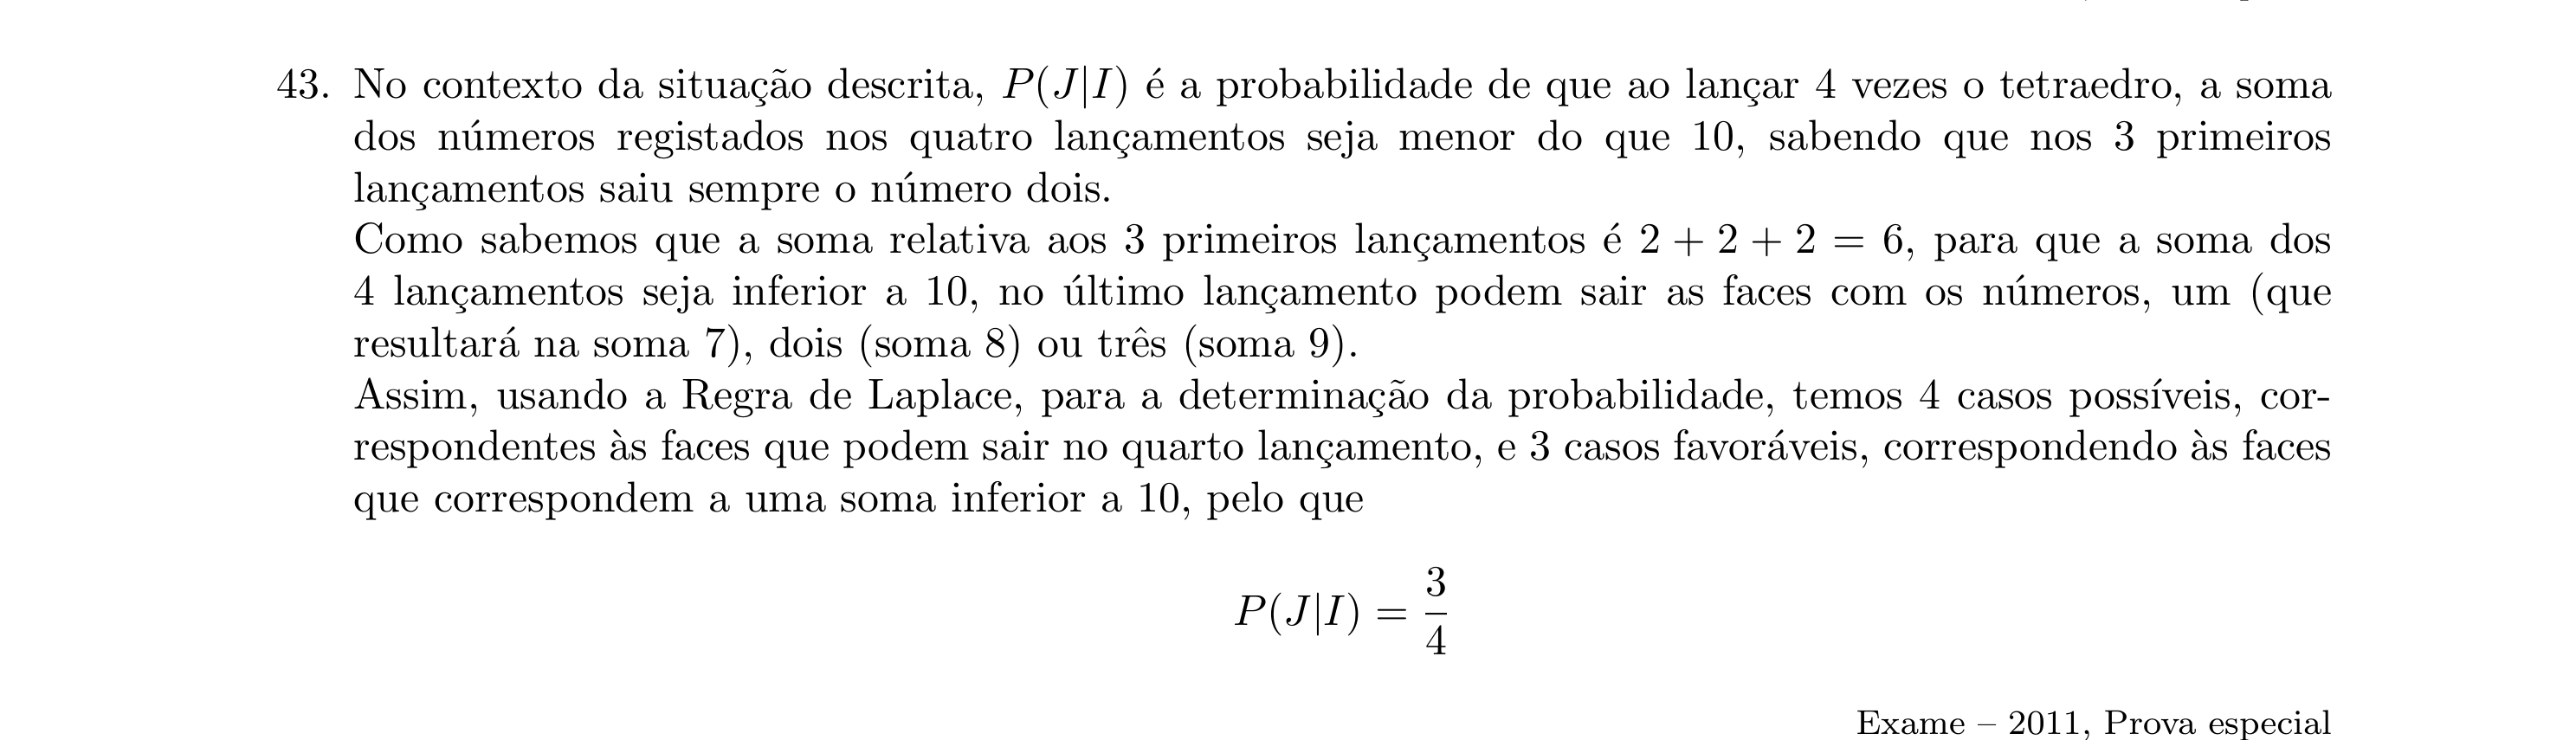 43. No contexto da situação descrita, P(J|I) é a probabilidade de que ao lançar 4 vezes o tetraedro, a soma
dos números registados nos quatro lançamentos seja menor do que 10, sabendo que nos 3 primeiros
lançamentos saiu sempre o número dois.
Como sabemos que a soma relativa aos 3 primeiros lançamentos é 2 + 2 + 2 = 6, para que a soma dos
4 lançamentos seja inferior a 10, no último lançamento podem sair as faces com os números, um (que
resultará na soma 7), dois (soma 8) ou três (soma 9).
Assim, usando a Regra de Laplace, para a determinação da probabilidade, temos 4 casos possíveis, cor-
respondentes às faces que podem sair no quarto lançamento, e 3 casos favoráveis, correspondendo às faces
que correspondem a uma soma inferior a 10, pelo que
P(J|I) = 3/4
Exame – 2011, Prova especial